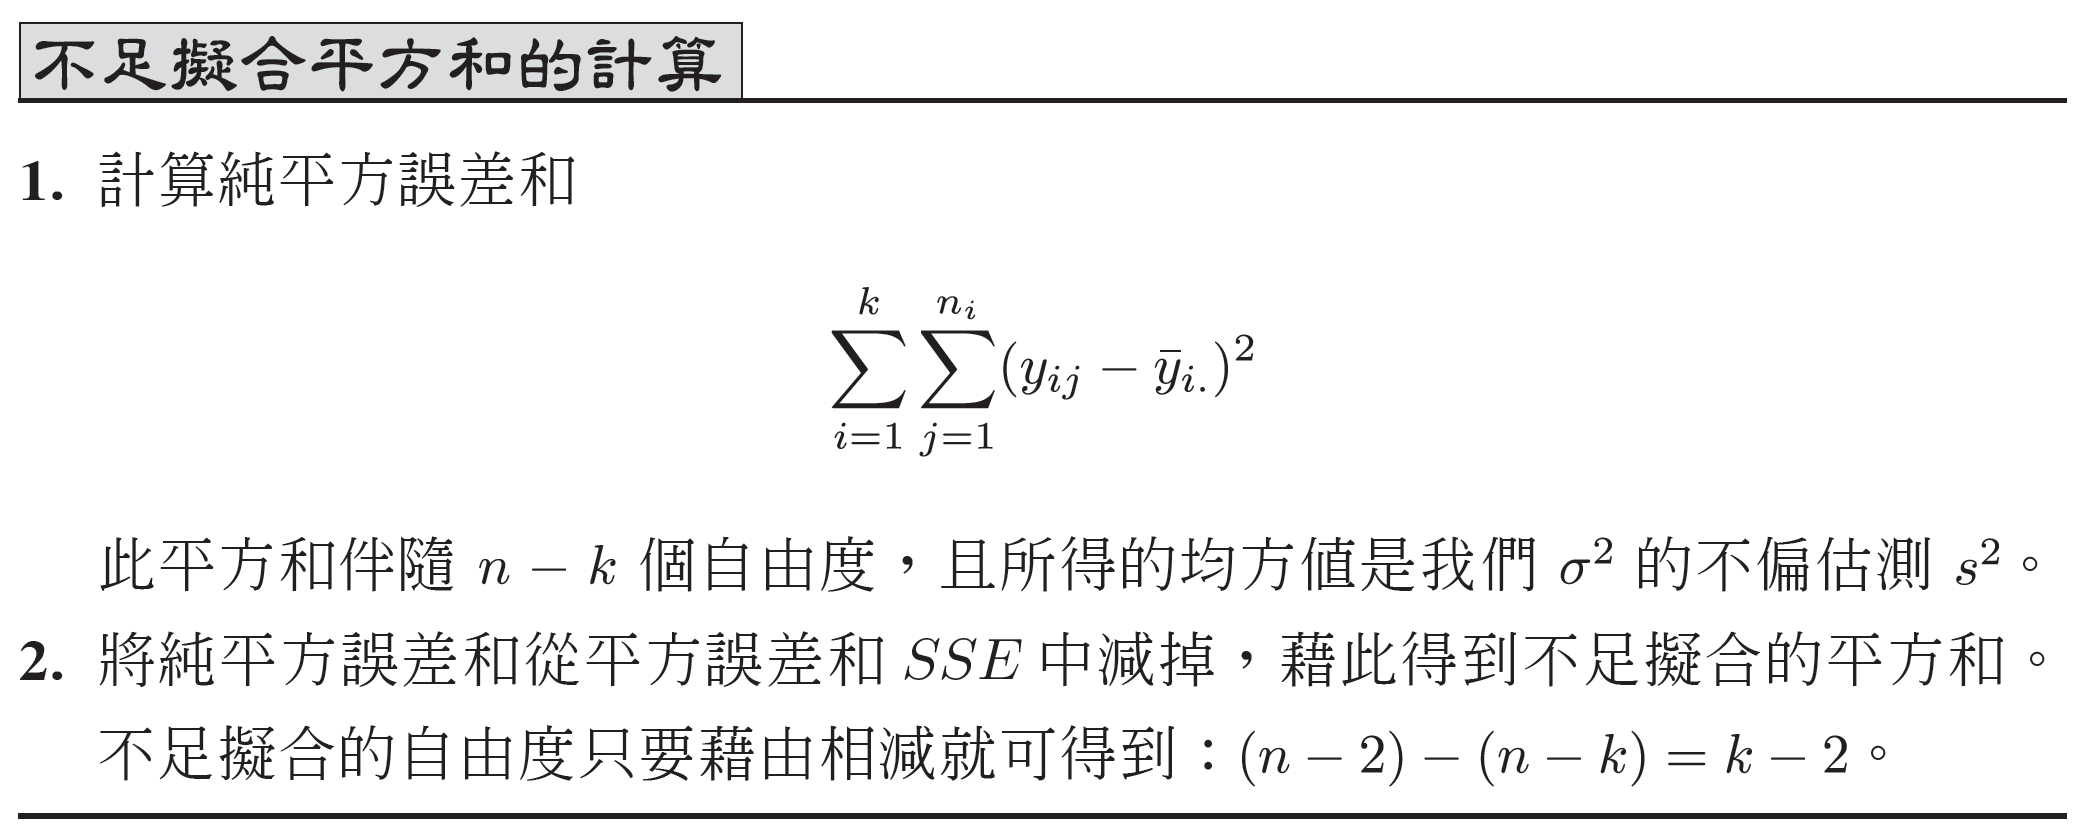 不足擬合平方和的計算
1. 計算純平方誤差和
$\sum_{i=1}^{k}\sum_{j=1}^{n_i}(y_{ij}-\bar{y}_{i.})^2$
此平方和伴隨 n − k 個自由度，且所得的均方值是我們 σ² 的不偏估測 s²。
2. 將純平方誤差和從平方誤差和 SSE 中減掉，藉此得到不足擬合的平方和。
不足擬合的自由度只要藉由相減就可得到：(n − 2) − (n − k) = k − 2。